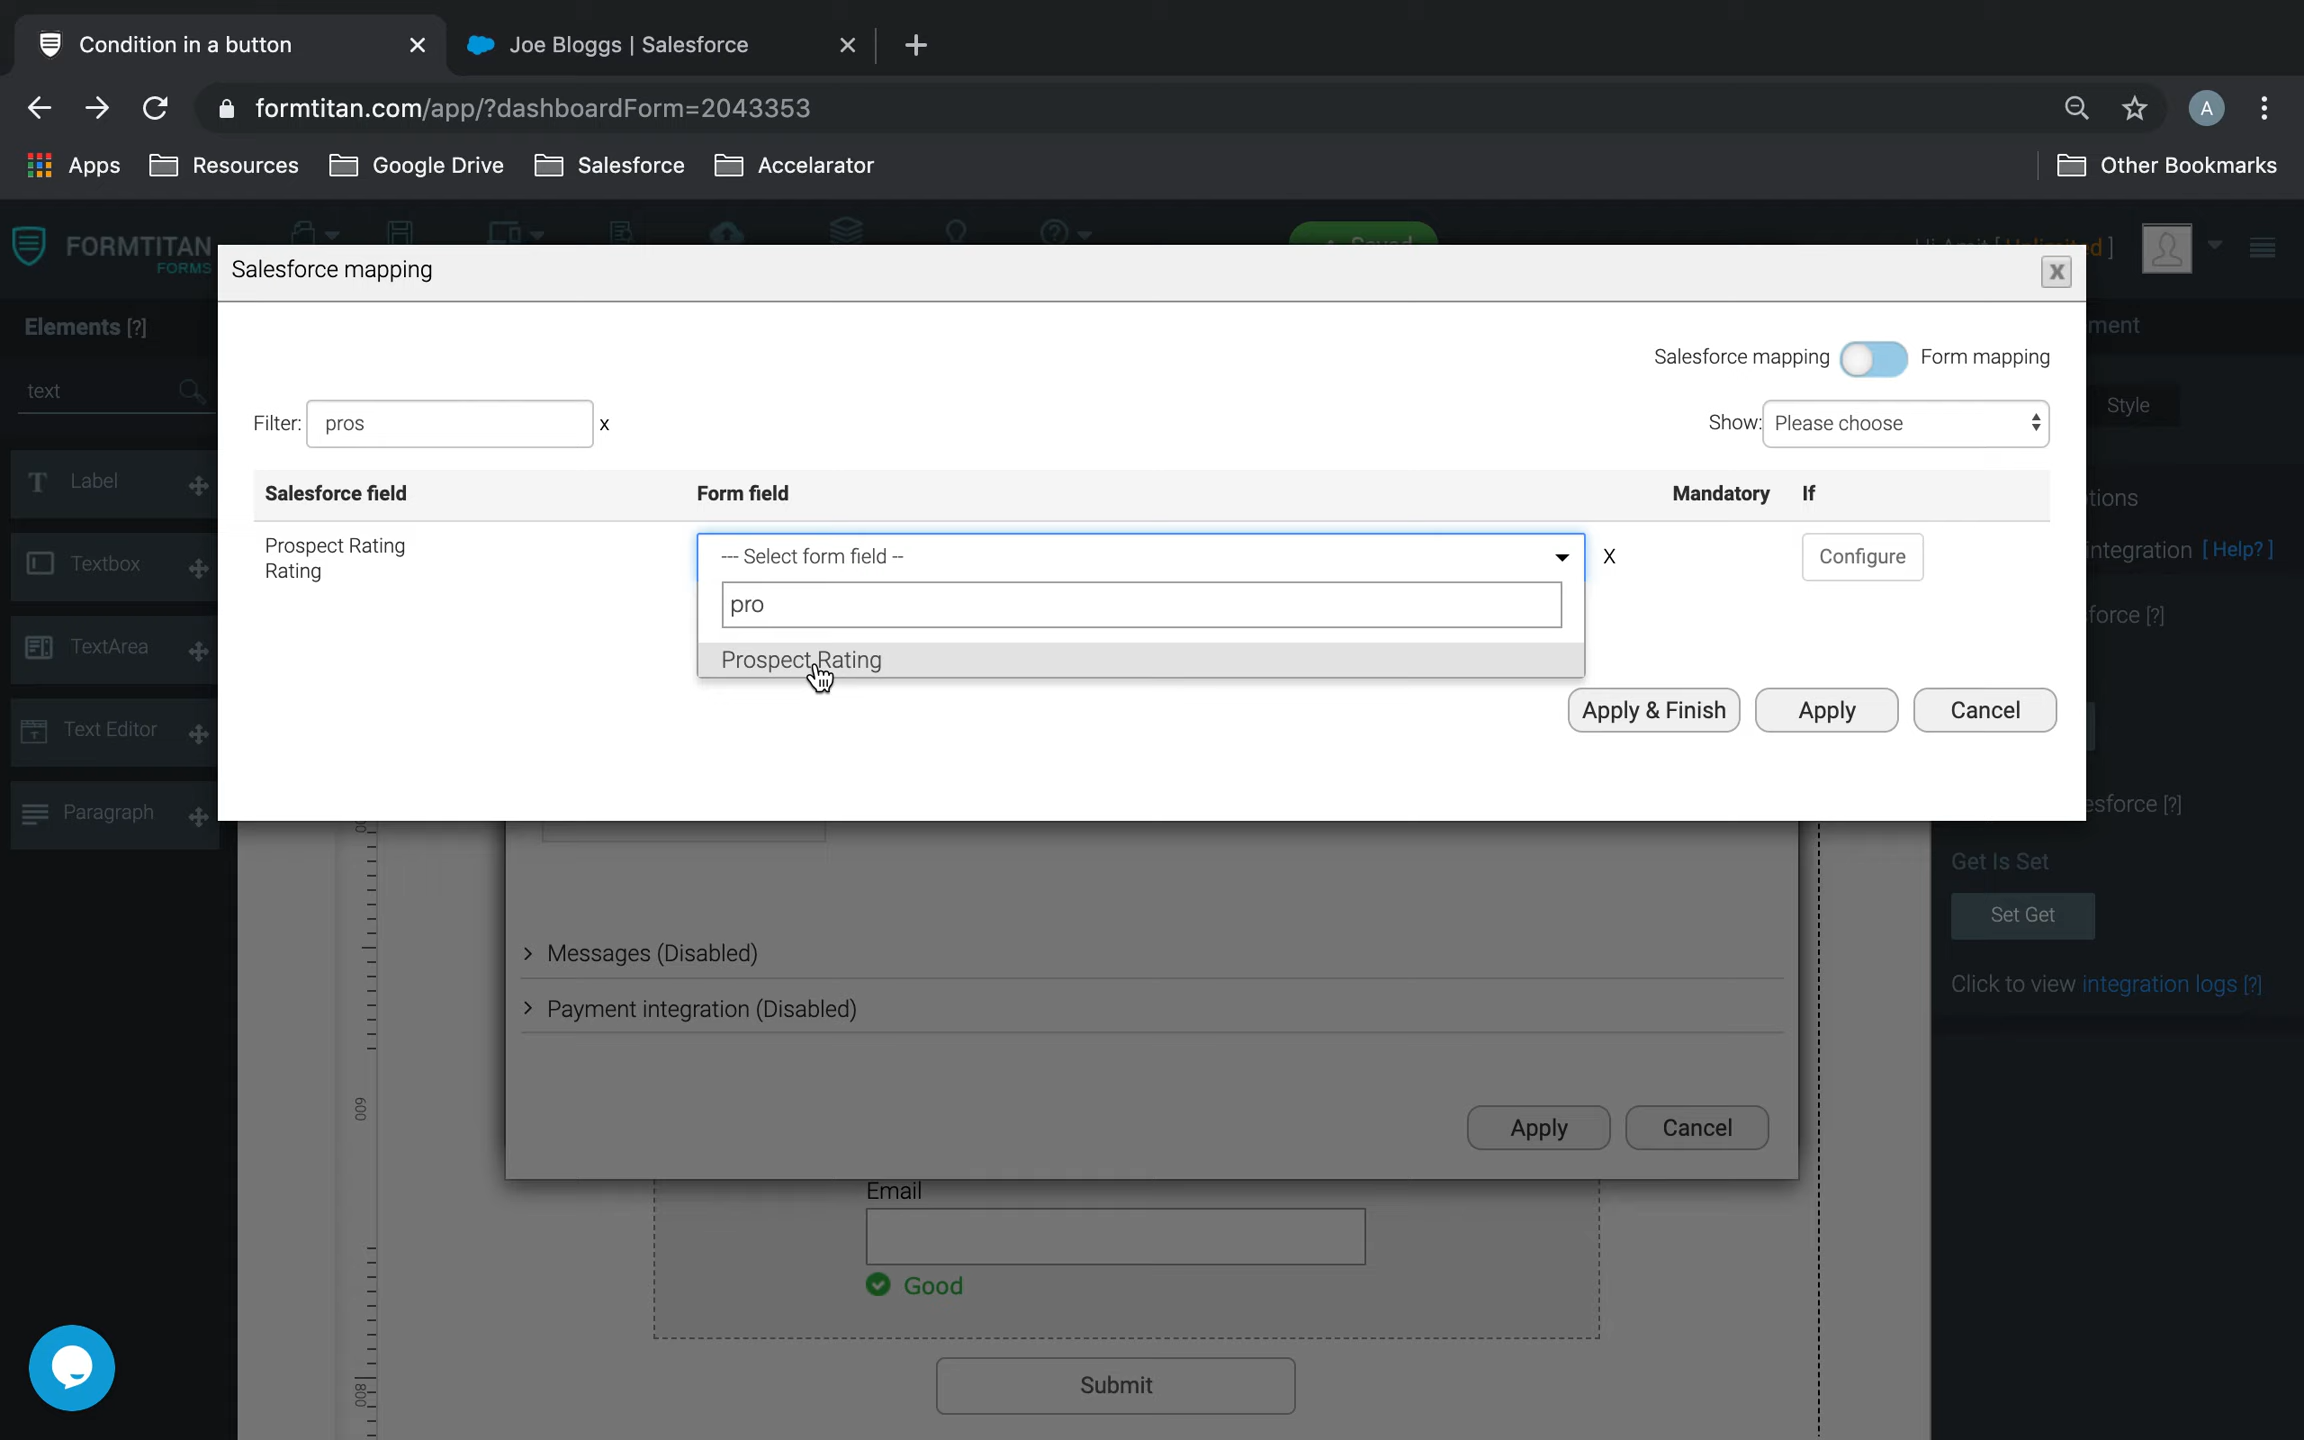 Condition in a button
Joe Bloggs | Salesforce
formtitan.com/app/?dashboardForm=2043353
A
Apps
Resources
Google Drive
Salesforce
Accelarator
Other Bookmarks
FORMTITAN
FORMS
Saved
Salesforce mapping
X
Elements [?]
ment
Salesforce mapping
Form mapping
text
Style
Filter:
pros
x
Show:
Please choose
Label
Salesforce field
Form field
Mandatory
If
tions
Textbox
Prospect Rating
Rating
--- Select form field --
X
Configure
integration [ Help? ]
pro
force [?]
TextArea
Prospect Rating
Text Editor
Apply & Finish
Apply
Cancel
Paragraph
esforce [?]
Get Is Set
Set Get
Messages (Disabled)
Click to view integration logs [?]
Payment integration (Disabled)
600
Apply
Cancel
Email
Good
800
Submit